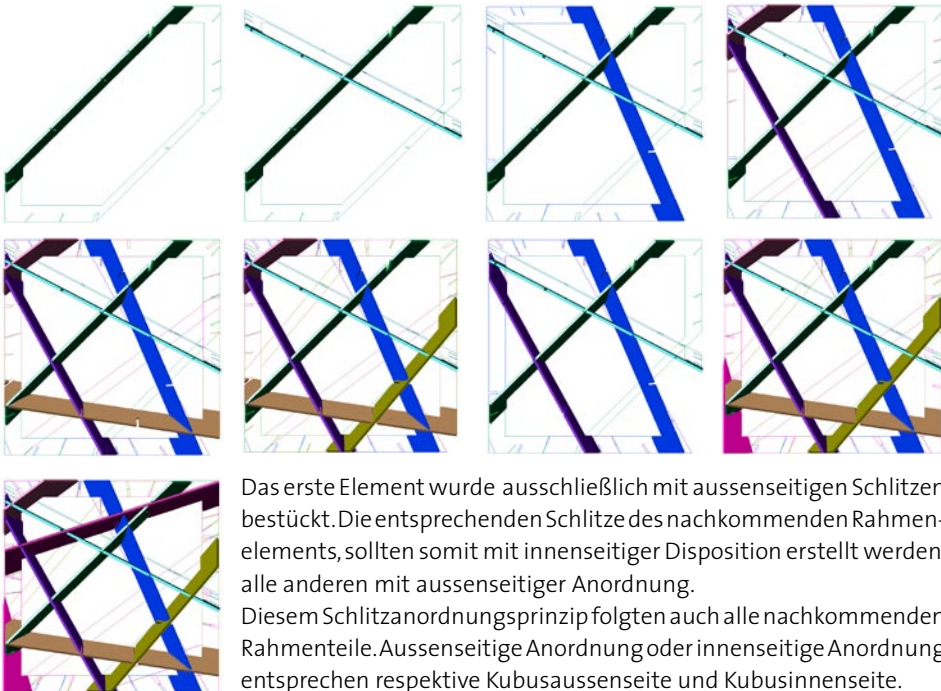 Das erste Element wurde ausschließlich mit aussenseitigen Schlitzen
bestückt. Die entsprechenden Schlitze des nachkommenden Rahmen-
elements, sollten somit mit innenseitiger Disposition erstellt werden
alle anderen mit aussenseitiger Anordnung.
Diesem Schlitzanordnungsprinzip folgten auch alle nachkommenden
Rahmenteile. Aussenseitige Anordnung oder innenseitige Anordnung
entsprechen respektive Kubusaussenseite und Kubusinnenseite.